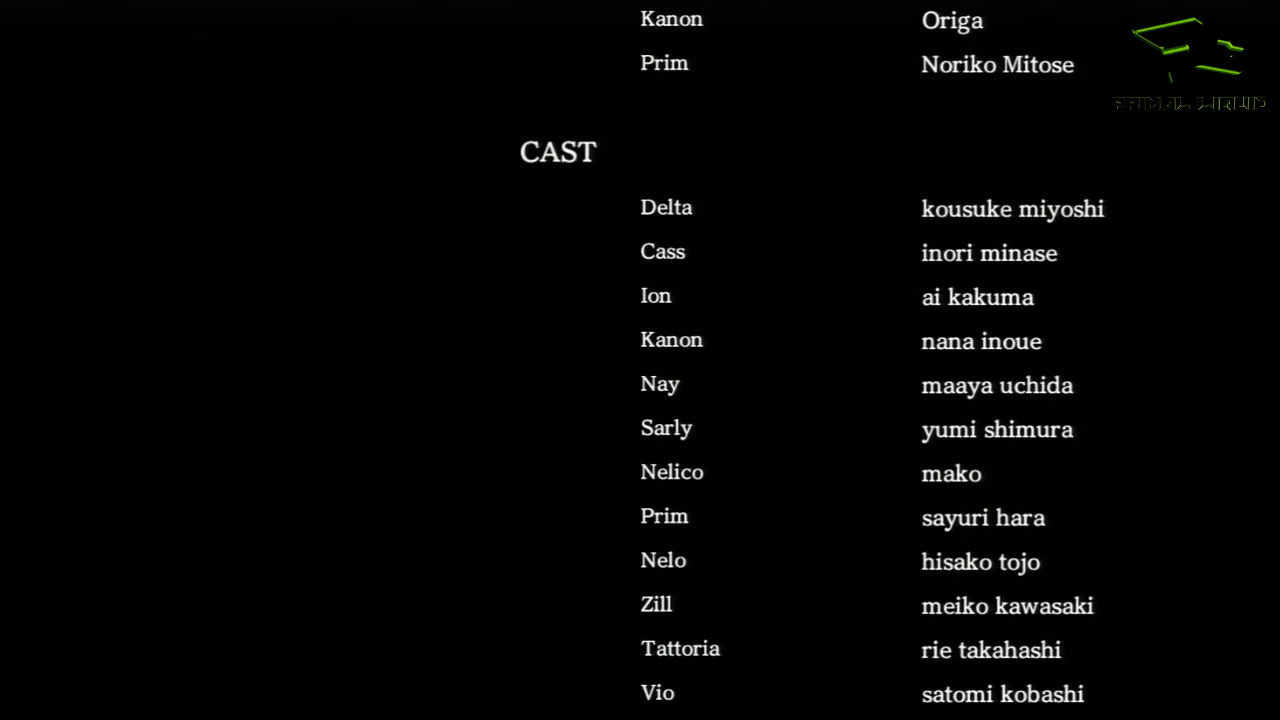 Kanon Origa
Prim Noriko Mitose
CAST
Delta kousuke miyoshi
Cass inori minase
Ion ai kakuma
Kanon nana inoue
Nay maaya uchida
Sarly yumi shimura
Nelico mako
Prim sayuri hara
Nelo hisako tojo
Zill meiko kawasaki
Tattoria rie takahashi
Vio satomi kobashi